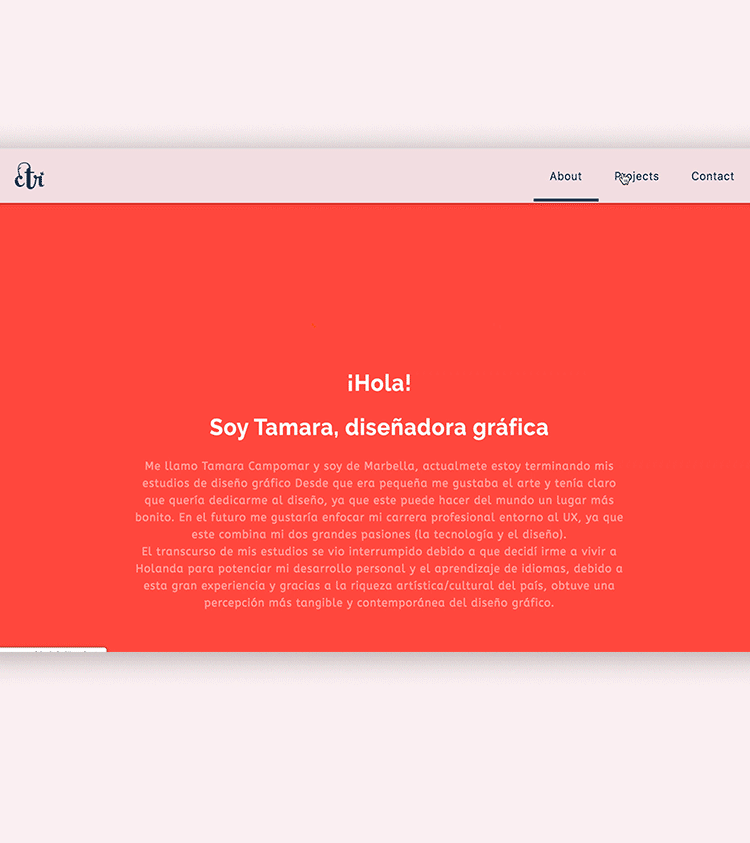 ctr
About
Projects
Contact
¡Hola!
Soy Tamara, diseñadora gráfica
Me llamo Tamara Campomar y soy de Marbella, actualmete estoy terminando mis
estudios de diseño gráfico Desde que era pequeña me gustaba el arte y tenía claro
que quería dedicarme al diseño, ya que este puede hacer del mundo un lugar más
bonito. En el futuro me gustaría enfocar mi carrera profesional entorno al UX, ya que
este combina mi dos grandes pasiones (la tecnología y el diseño).
El transcurso de mis estudios se vio interrumpido debido a que decidí irme a vivir a
Holanda para potenciar mi desarrollo personal y el aprendizaje de idiomas, debido a
esta gran experiencia y gracias a la riqueza artística/cultural del país, obtuve una
percepción más tangible y contemporánea del diseño gráfico.